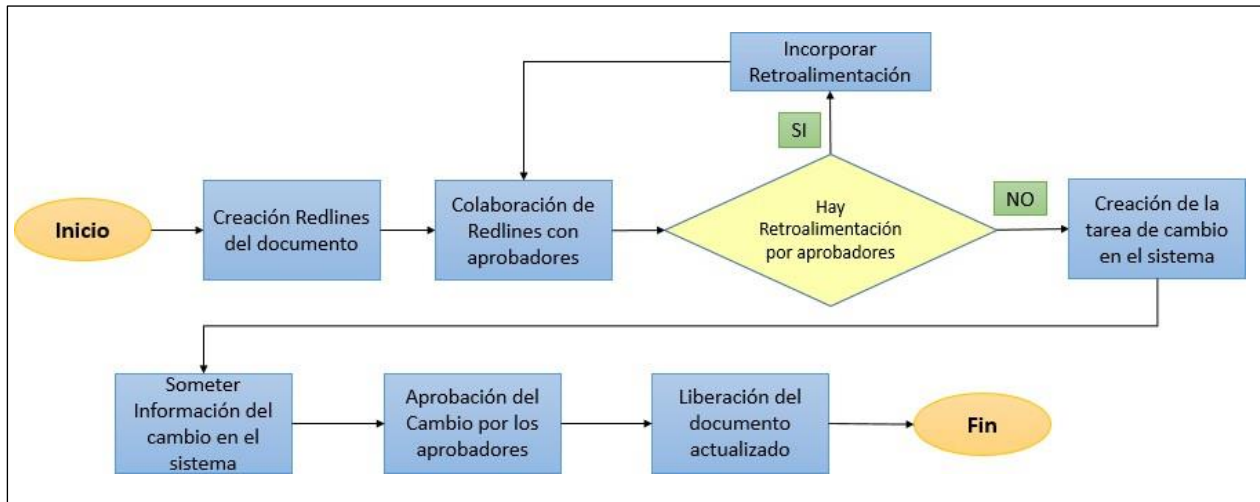 Incorporar
Retroalimentación
SI
Inicio
Creación Redlines
del documento
Colaboración de
Redlines con
aprobadores
Hay
Retroalimentación
por aprobadores
NO
Creación de la
tarea de cambio
en el sistema
Someter
Información del
cambio en el
sistema
Aprobación del
Cambio por los
aprobadores
Liberación del
documento
actualizado
Fin